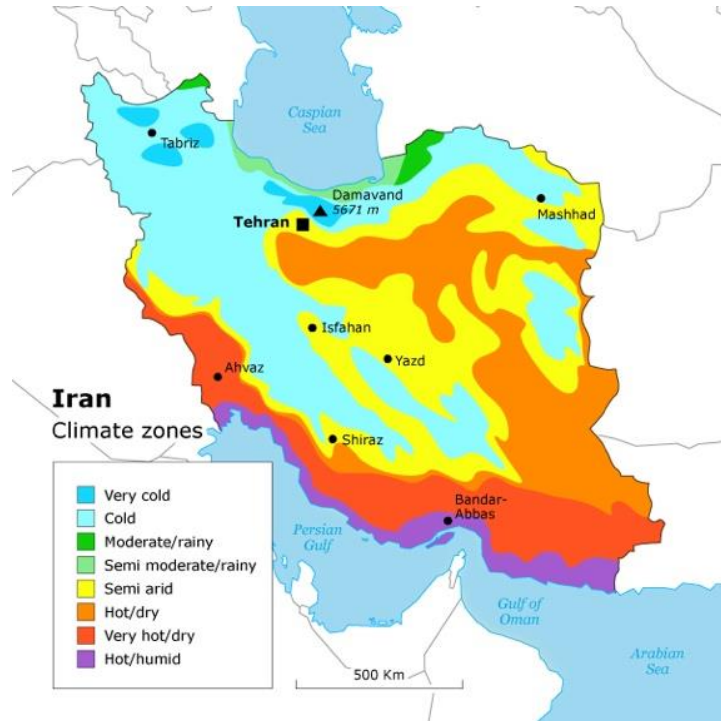 Caspian
Sea
Tabriz
Damavand
5671 m
Mashhad
Tehran
Isfahan
Yazd
Ahvaz
Iran
Climate zones
Shiraz
Very cold
Cold
Moderate/rainy
Semi moderate/rainy
Semi arid
Hot/dry
Very hot/dry
Hot/humid
Bandar-
Abbas
Persian
Gulf
Gulf of
Oman
Arabian
Sea
500 Km